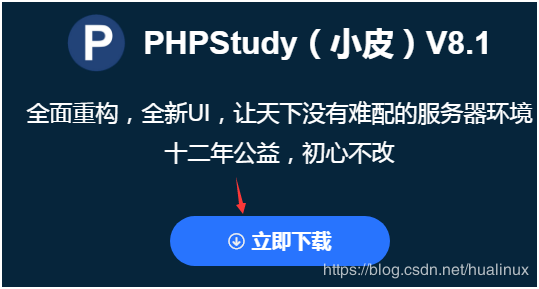 P PHPStudy（小皮）V8.1
全面重构，全新UI，让天下没有难配的服务器环境
十二年公益，初心不改
立即下载
https://blog.csdn.net/hualinux